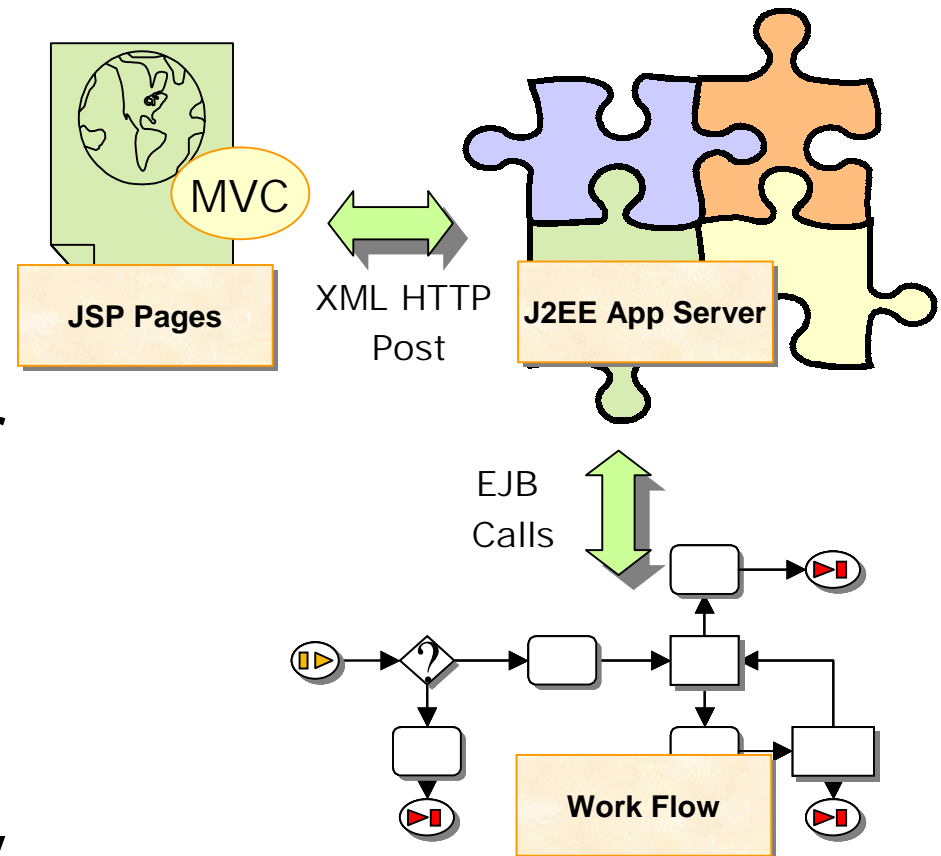 MVC
JSP Pages
XML HTTP
Post
J2EE App Server
EJB
Calls
?
Work Flow